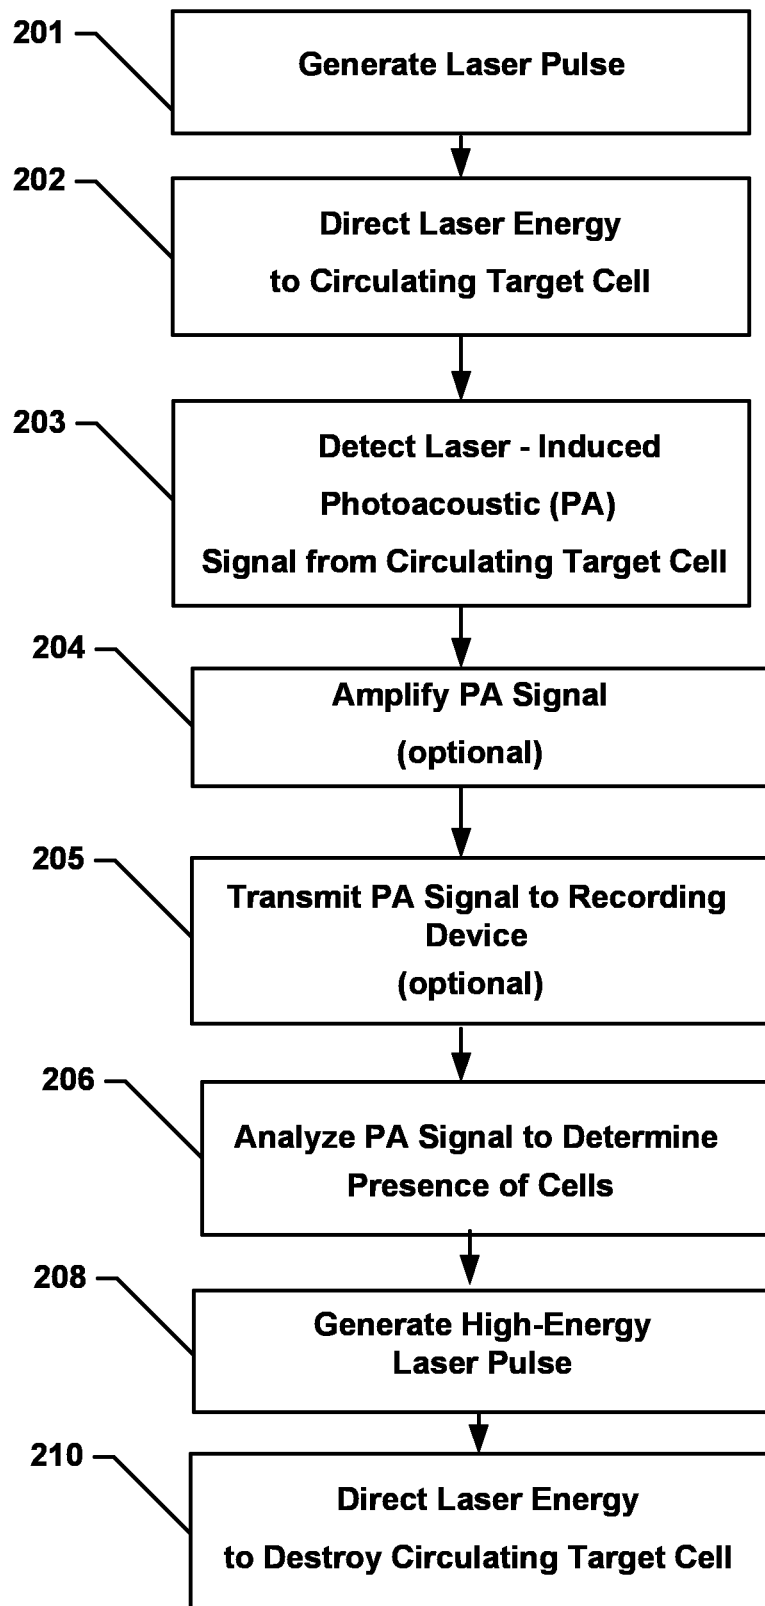 201
Generate Laser Pulse
202
Direct Laser Energy
to Circulating Target Cell
203
Detect Laser - Induced
Photoacoustic (PA)
Signal from Circulating Target Cell
204
Amplify PA Signal
(optional)
205
Transmit PA Signal to Recording
Device
(optional)
206
Analyze PA Signal to Determine
Presence of Cells
208
Generate High-Energy
Laser Pulse
210
Direct Laser Energy
to Destroy Circulating Target Cell